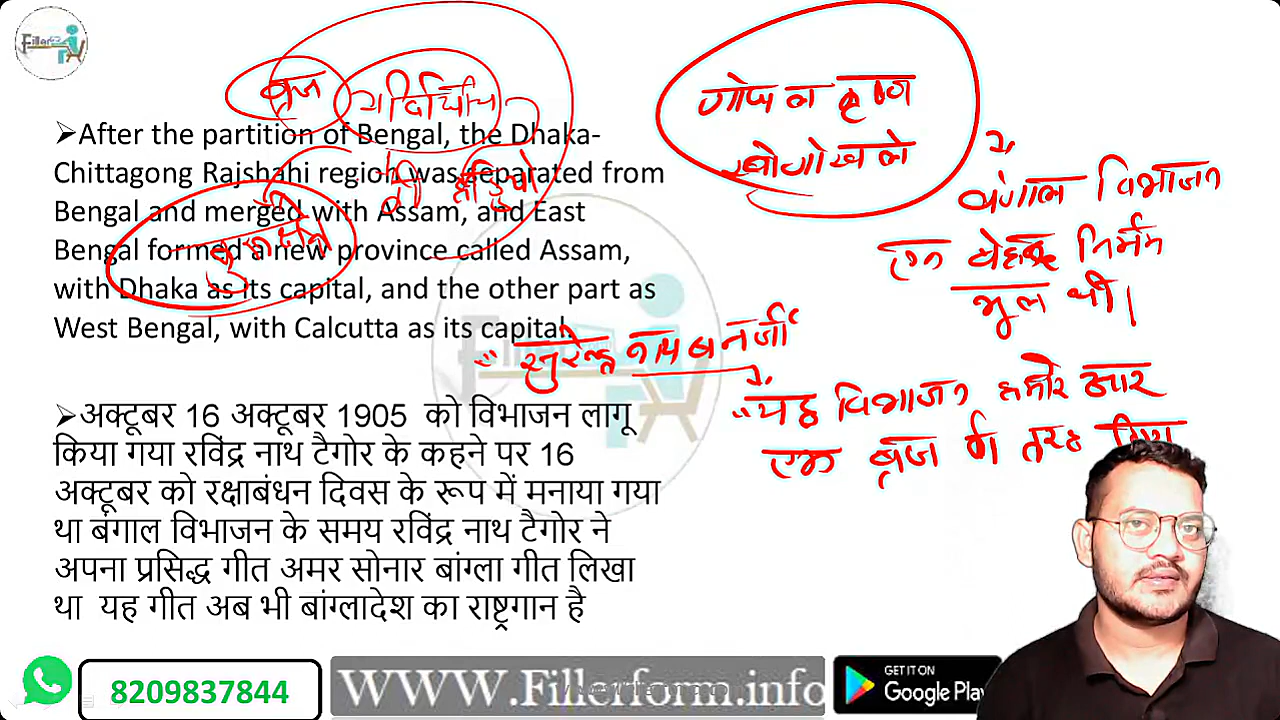 Fillerform
व्रज
➢After the partition of Bengal, the Dhaka-
Chittagong Rajshahi region was separated from
Bengal and merged with Assam, and East
Bengal formed a new province called Assam,
with Dhaka as its capital, and the other part as
West Bengal, with Calcutta as its capital.
की
गोखले
बंगाल विभाजन
एक निर्मम
भूल थी।
"सुरेन्द्र नाथ बनर्जी"
"यह विभाजन हमारे ऊपर
एक व्रज की तरह गिरा
➢अक्टूबर 16 अक्टूबर 1905 को विभाजन लागू
किया गया रविंद्र नाथ टैगोर के कहने पर 16
अक्टूबर को रक्षाबंधन दिवस के रूप में मनाया गया
था बंगाल विभाजन के समय रविंद्र नाथ टैगोर ने
अपना प्रसिद्ध गीत अमर सोनार बांग्ला गीत लिखा
था यह गीत अब भी बांग्लादेश का राष्ट्रगान है
8209837844
WWW.Fillerform.info
GET IT ON
Google Play